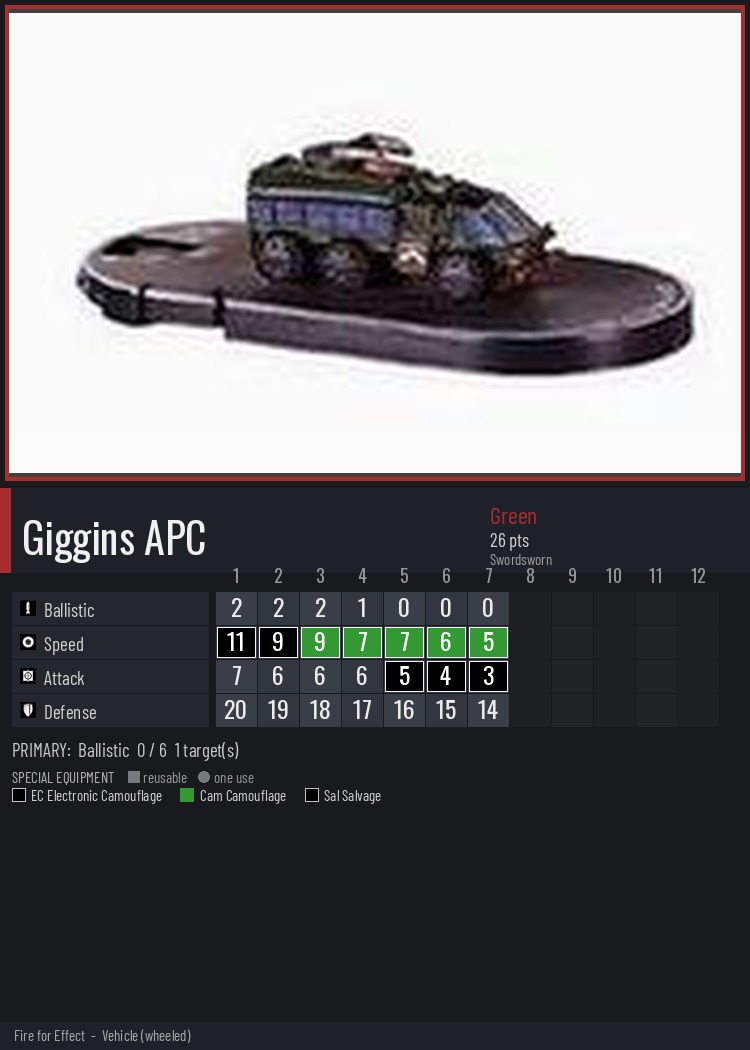 Giggins APC
Green
26 pts
Swordsworn
1 2 3 4 5 6 7 8 9 10 11 12
Ballistic 2 2 2 1 0 0 0
Speed 11 9 9 7 7 6 5
Attack 7 6 6 6 5 4 3
Defense 20 19 18 17 16 15 14
PRIMARY: Ballistic 0 / 6 1 target(s)
SPECIAL EQUIPMENT reusable one use
EC Electronic Camouflage Cam Camouflage Sal Salvage
Fire for Effect - Vehicle (wheeled)